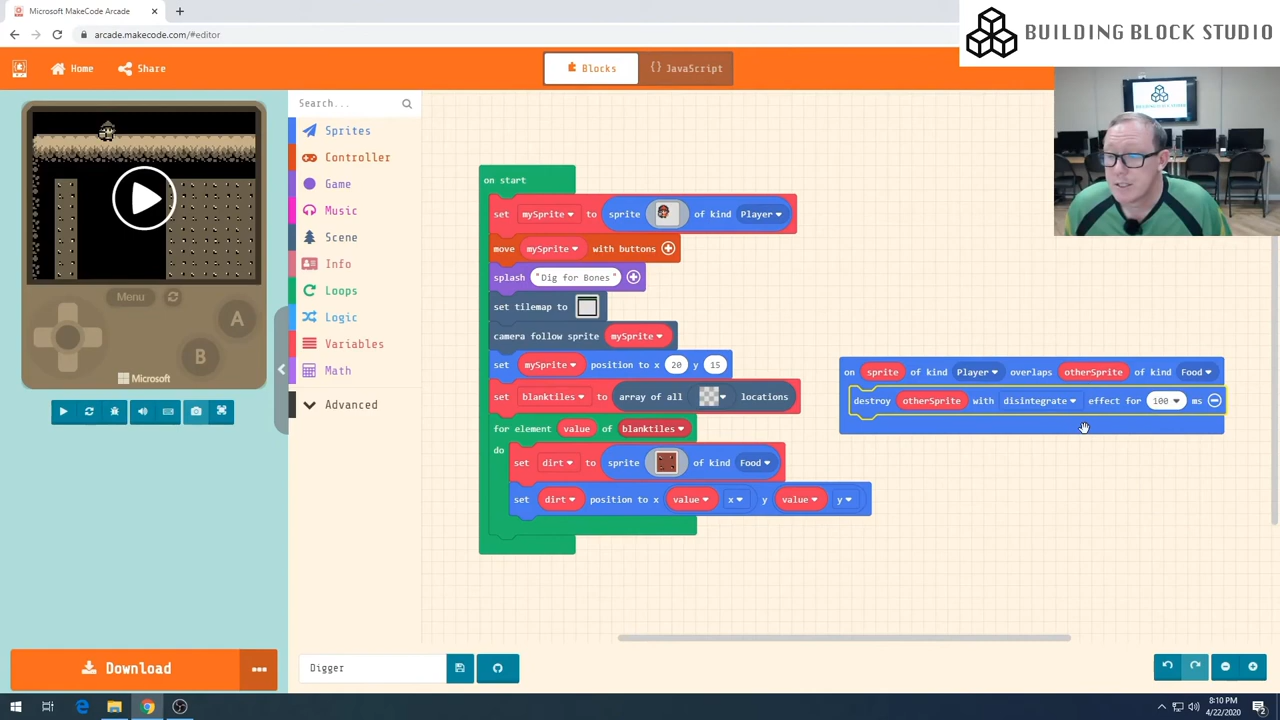 Microsoft MakeCode Arcade
arcade.makecode.com/#editor
BUILDING BLOCK STUDIO
Home
Share
Blocks
{} JavaScript
Search...
Sprites
Controller
Game
Music
Scene
Info
Loops
Logic
Variables
Math
Advanced
Menu
A
B
Microsoft
on start
set mySprite to sprite of kind Player
move mySprite with buttons
splash "Dig for Bones"
set tilemap to
camera follow sprite mySprite
set mySprite position to x 20 y 15
set blanktiles to array of all locations
for element value of blanktiles
do
set dirt to sprite of kind Food
set dirt position to x value x y value y
on sprite of kind Player overlaps otherSprite of kind Food
destroy otherSprite with disintegrate effect for 100 ms
Download
Digger
8:10 PM
4/22/2020
2